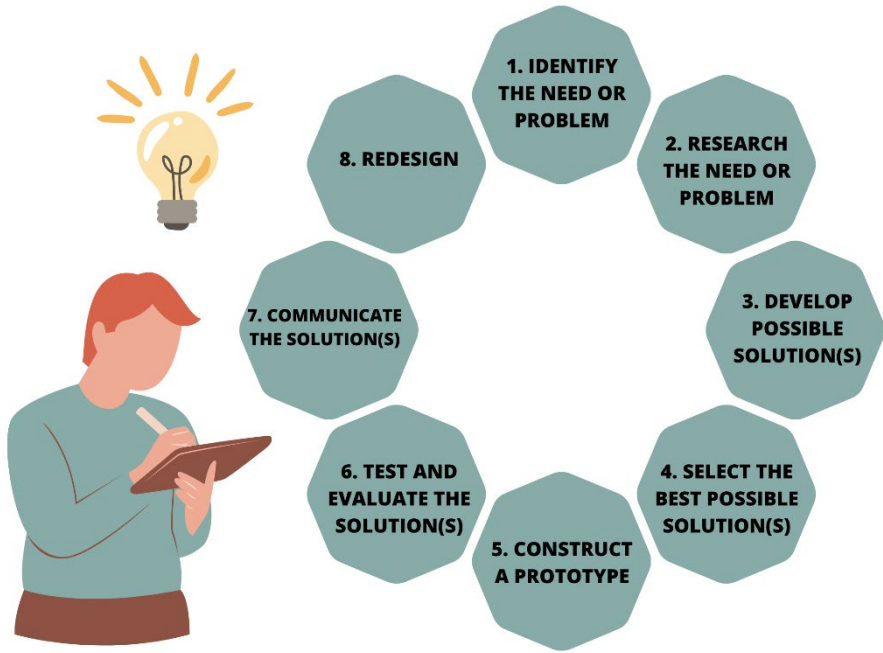 1. IDENTIFY
THE NEED OR
PROBLEM
2. RESEARCH
THE NEED OR
PROBLEM
3. DEVELOP
POSSIBLE
SOLUTION(S)
4. SELECT THE
BEST POSSIBLE
SOLUTION(S)
5. CONSTRUCT
A PROTOTYPE
6. TEST AND
EVALUATE THE
SOLUTION(S)
7. COMMUNICATE
THE SOLUTION(S)
8. REDESIGN